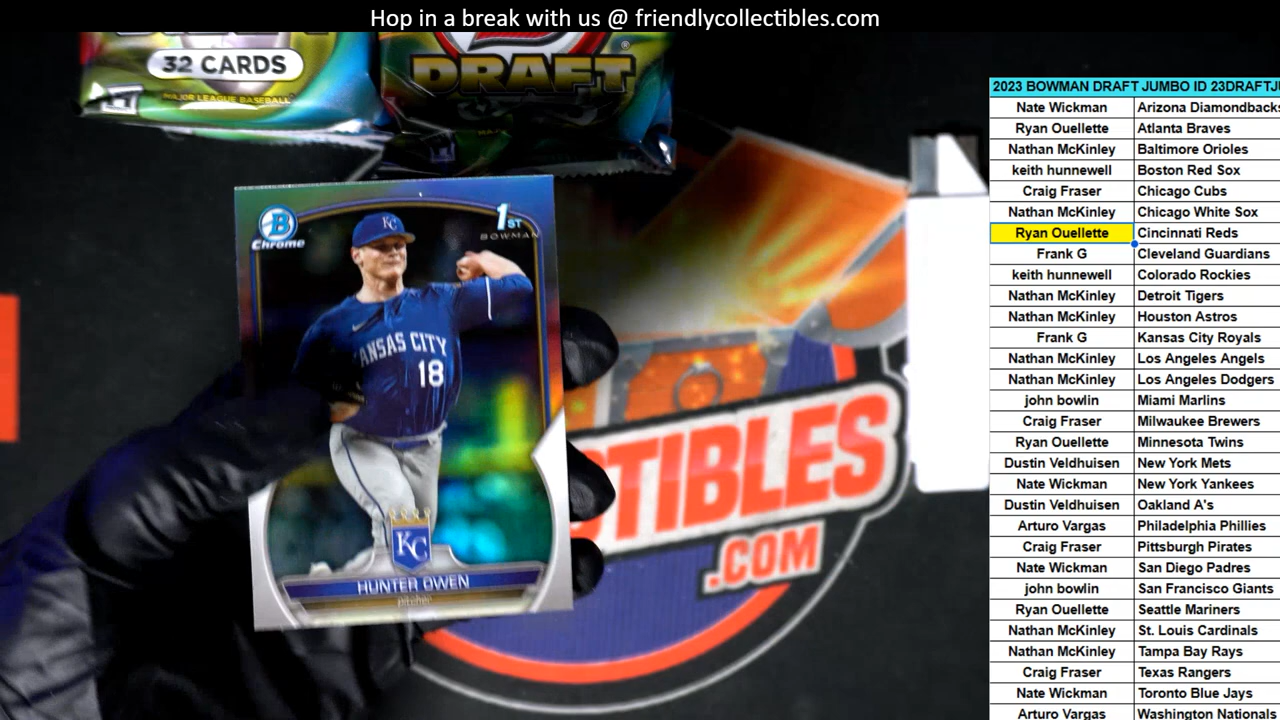 Hop in a break with us @ friendlycollectibles.com
32 CARDS
MAJOR LEAGUE BASEBALL
DRAFT
®
B
Chrome
1ST
BOWMAN
KC
KANSAS CITY
18
KC
HUNTER OWEN
pitcher
CTIBLES
.COM
2023 BOWMAN DRAFT JUMBO ID 23DRAFTJU
Nate Wickman Arizona Diamondbacks
Ryan Ouellette Atlanta Braves
Nathan McKinley Baltimore Orioles
keith hunnewell Boston Red Sox
Craig Fraser Chicago Cubs
Nathan McKinley Chicago White Sox
Ryan Ouellette Cincinnati Reds
Frank G Cleveland Guardians
keith hunnewell Colorado Rockies
Nathan McKinley Detroit Tigers
Nathan McKinley Houston Astros
Frank G Kansas City Royals
Nathan McKinley Los Angeles Angels
Nathan McKinley Los Angeles Dodgers
john bowlin Miami Marlins
Craig Fraser Milwaukee Brewers
Ryan Ouellette Minnesota Twins
Dustin Veldhuisen New York Mets
Nate Wickman New York Yankees
Dustin Veldhuisen Oakland A's
Arturo Vargas Philadelphia Phillies
Craig Fraser Pittsburgh Pirates
Nate Wickman San Diego Padres
john bowlin San Francisco Giants
Ryan Ouellette Seattle Mariners
Nathan McKinley St. Louis Cardinals
Nathan McKinley Tampa Bay Rays
Craig Fraser Texas Rangers
Nate Wickman Toronto Blue Jays
Arturo Vargas Washington Nationals